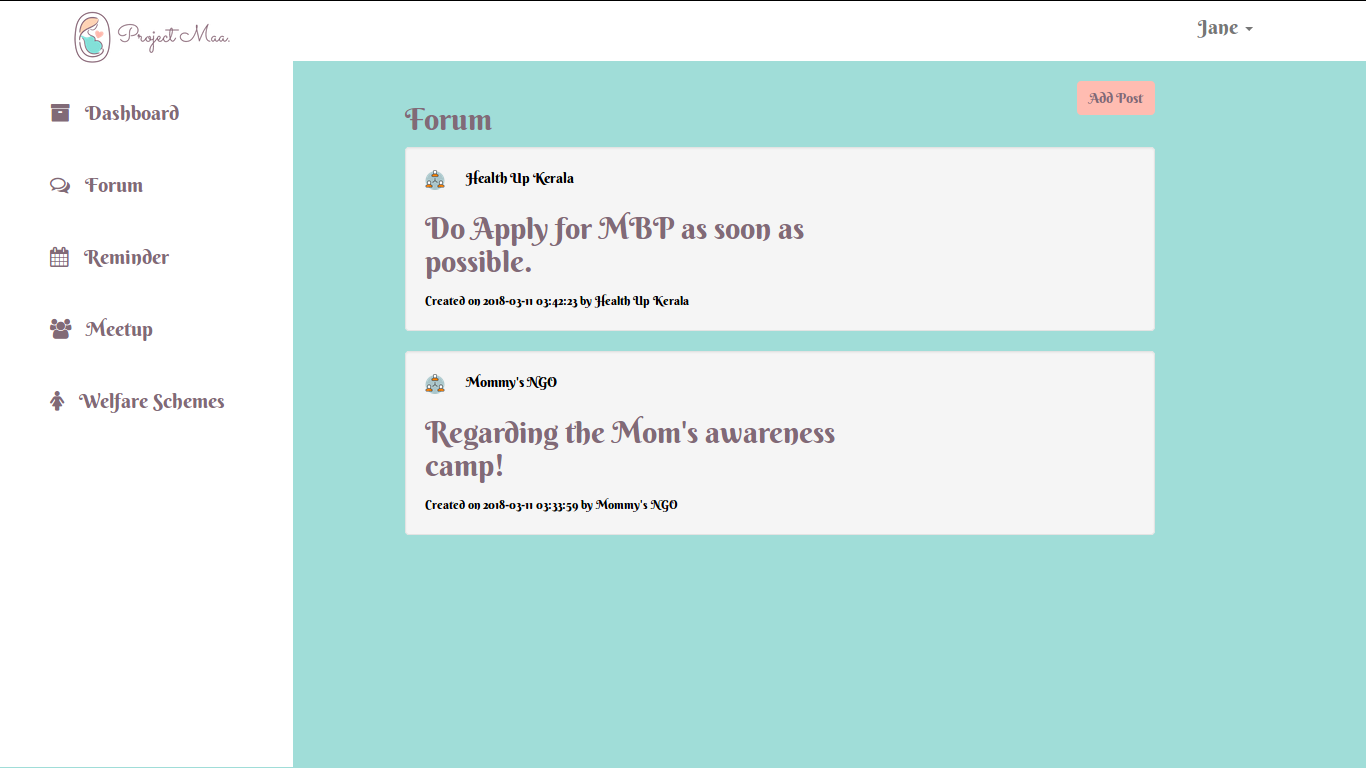 Project Maa.
Jane
Dashboard
Forum
Reminder
Meetup
Welfare Schemes
Add Post
Forum
Health Up Kerala
Do Apply for MBP as soon as
possible.
Created on 2018-03-11 03:42:23 by Health Up Kerala
Mommy's NGO
Regarding the Mom's awareness
camp!
Created on 2018-03-11 03:33:59 by Mommy's NGO